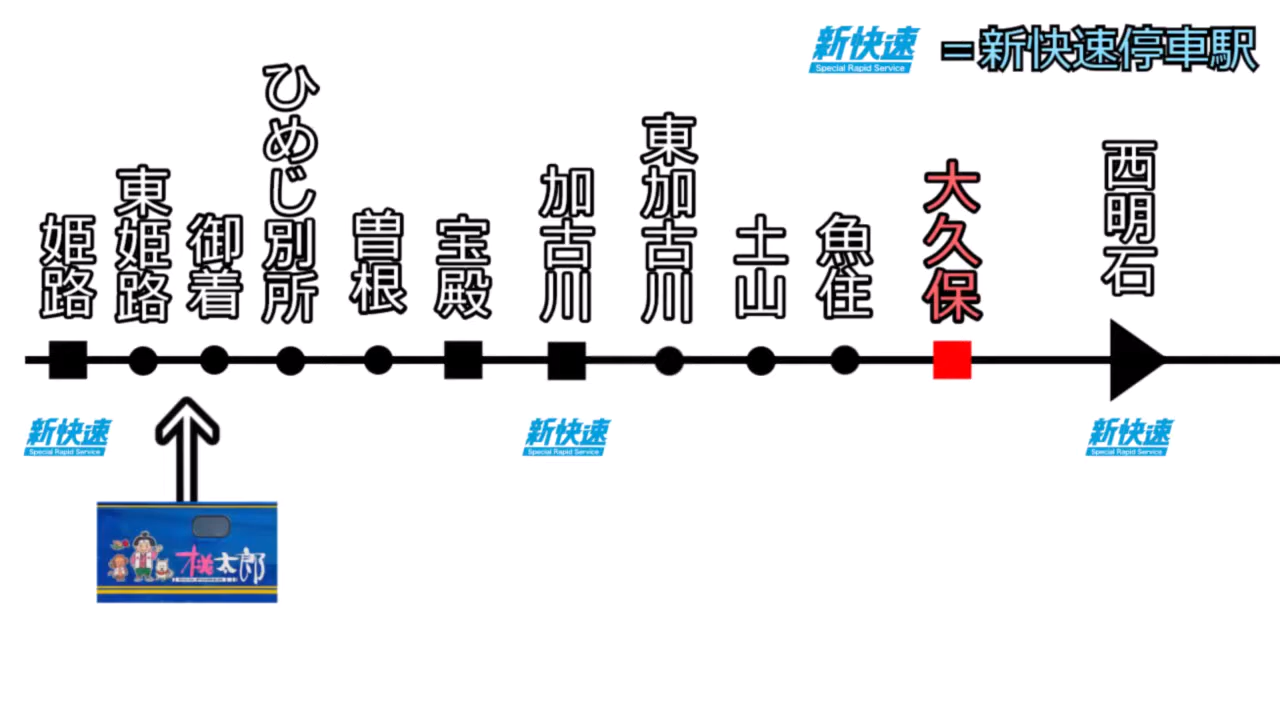 新快速
Special Rapid Service
=新快速停車駅
姫路
東姫路
御着
ひめじ別所
曽根
宝殿
加古川
東加古川
土山
魚住
大久保
西明石
新快速
Special Rapid Service
新快速
Special Rapid Service
新快速
Special Rapid Service
桃太郎